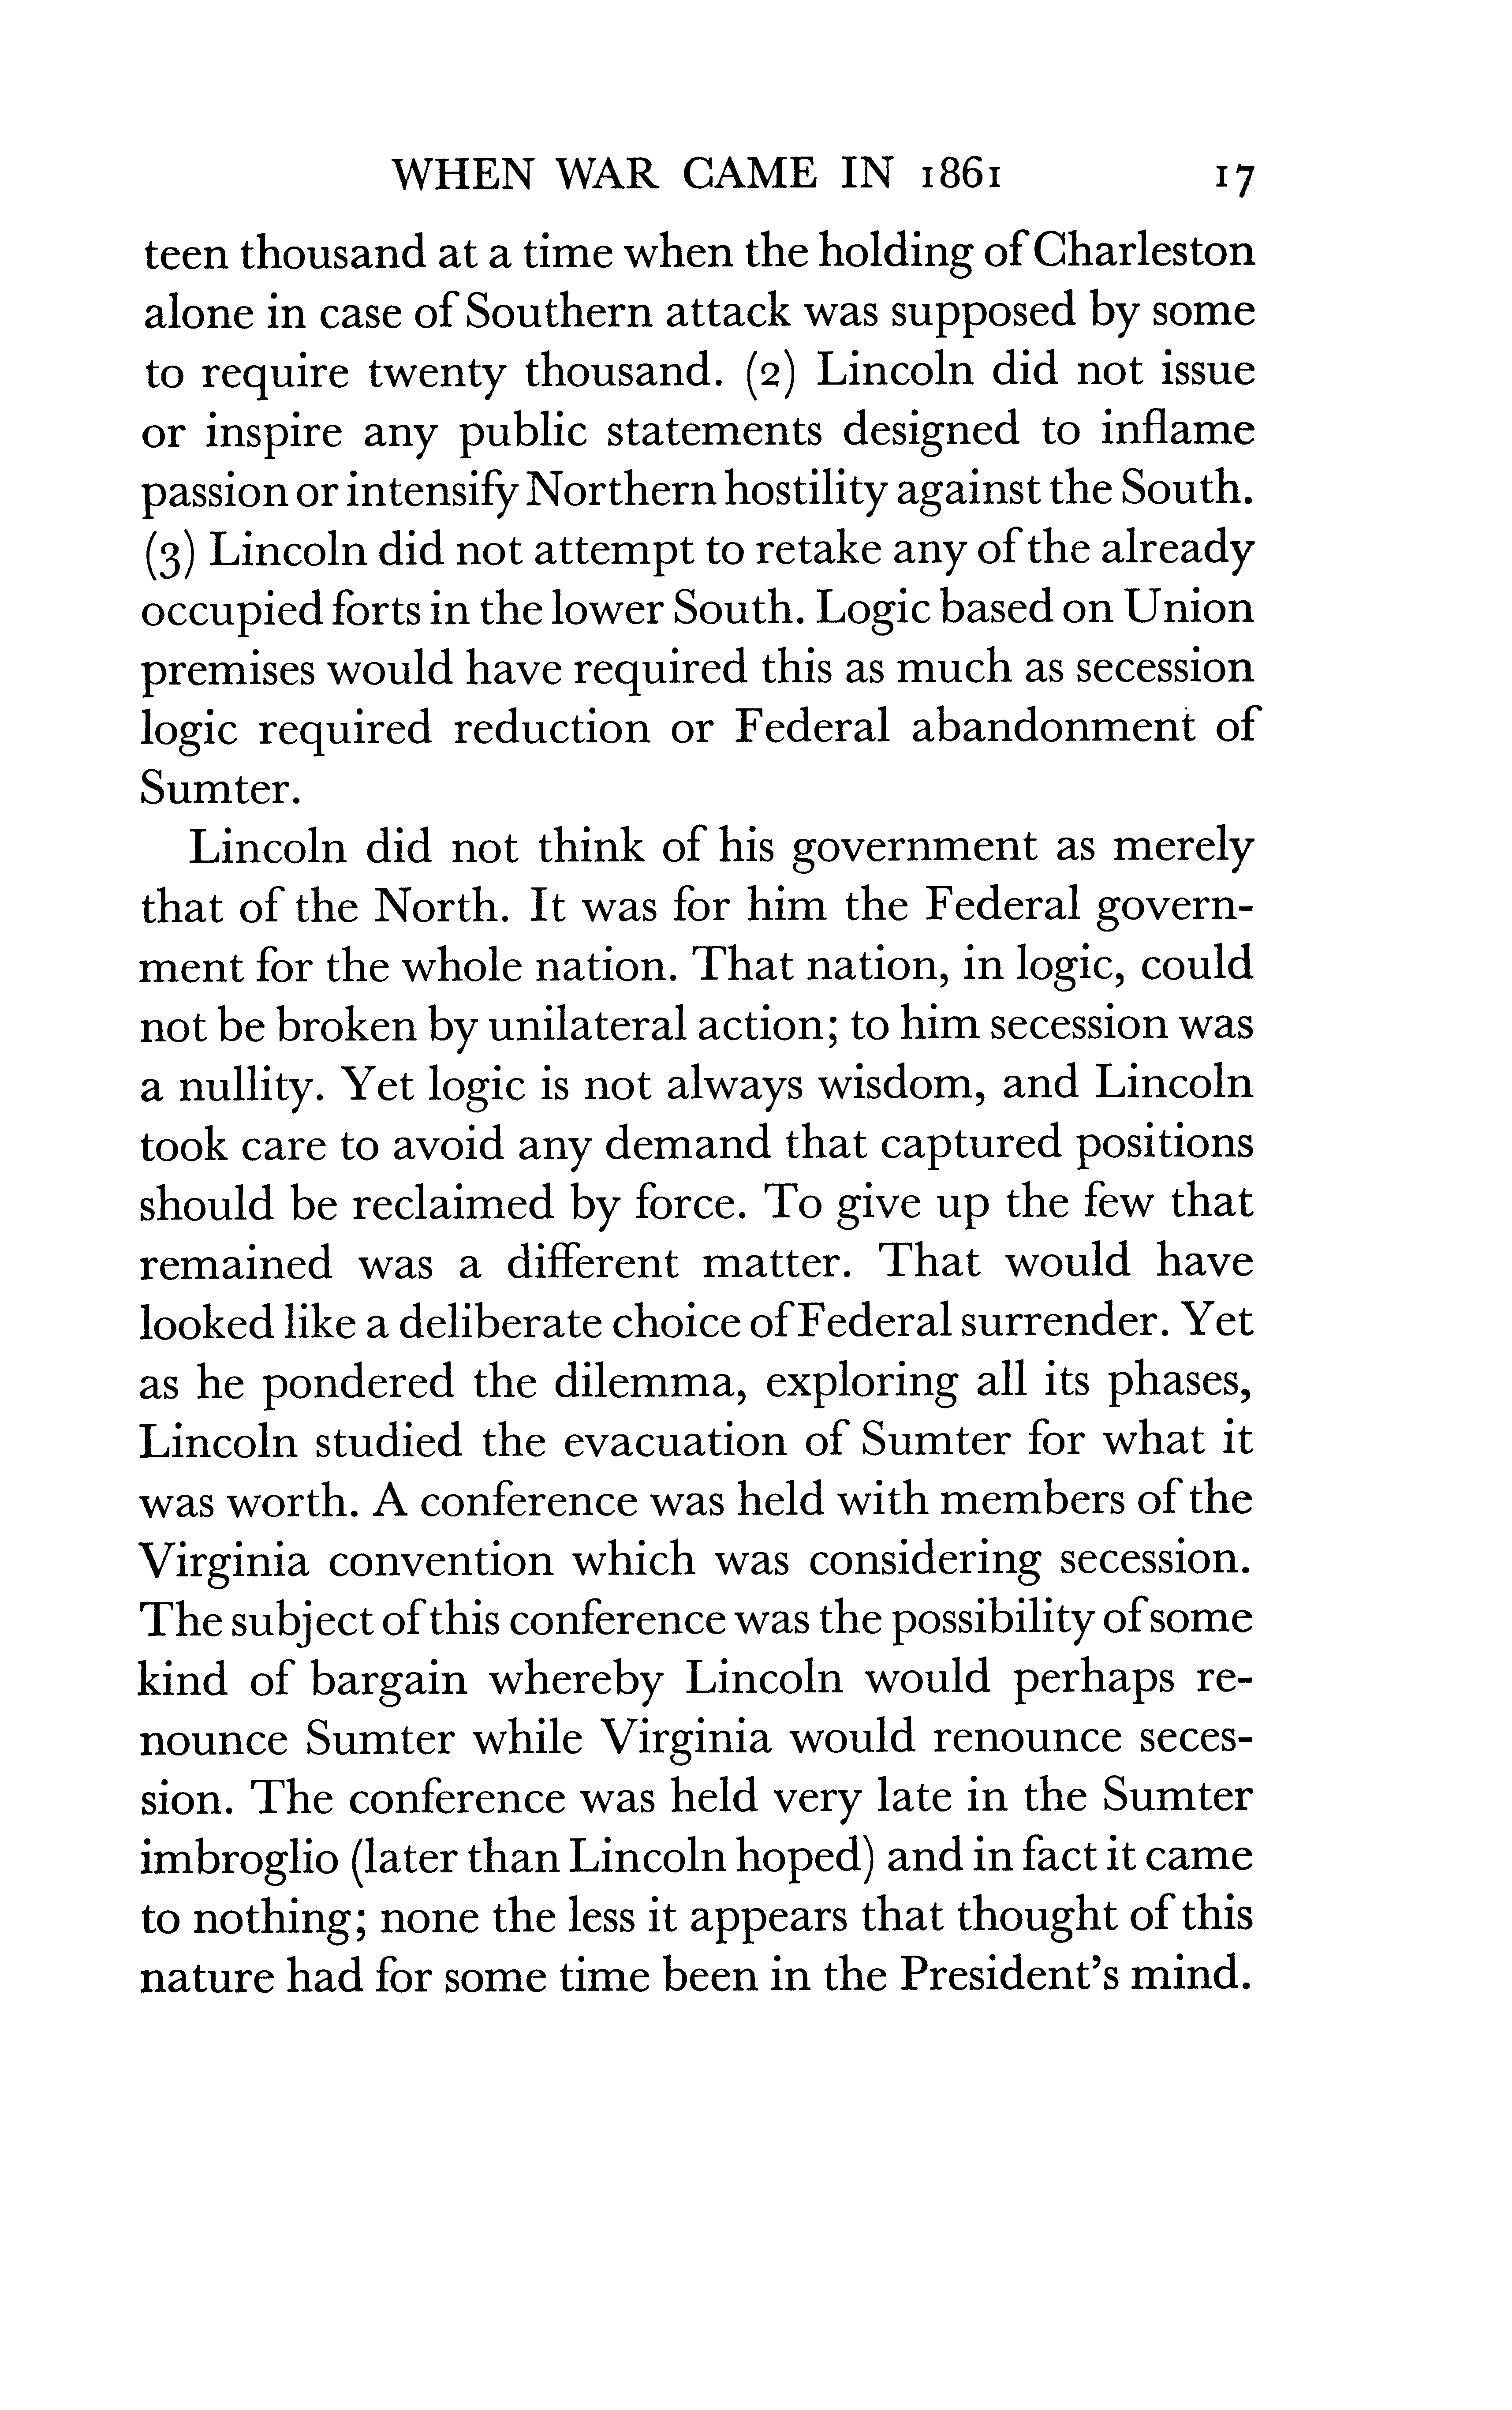 WHEN WAR CAME IN 1861 17
teen thousand at a time when the holding of Charleston
alone in case of Southern attack was supposed by some
to require twenty thousand. (2) Lincoln did not issue
or inspire any public statements designed to inflame
passion or intensify Northern hostility against the South.
(3) Lincoln did not attempt to retake any of the already
occupied forts in the lower South. Logic based on Union
premises would have required this as much as secession
logic required reduction or Federal abandonment of
Sumter.
Lincoln did not think of his government as merely
that of the North. It was for him the Federal govern-
ment for the whole nation. That nation, in logic, could
not be broken by unilateral action; to him secession was
a nullity. Yet logic is not always wisdom, and Lincoln
took care to avoid any demand that captured positions
should be reclaimed by force. To give up the few that
remained was a different matter. That would have
looked like a deliberate choice of Federal surrender. Yet
as he pondered the dilemma, exploring all its phases,
Lincoln studied the evacuation of Sumter for what it
was worth. A conference was held with members of the
Virginia convention which was considering secession.
The subject of this conference was the possibility of some
kind of bargain whereby Lincoln would perhaps re-
nounce Sumter while Virginia would renounce seces-
sion. The conference was held very late in the Sumter
imbroglio (later than Lincoln hoped) and in fact it came
to nothing; none the less it appears that thought of this
nature had for some time been in the President's mind.